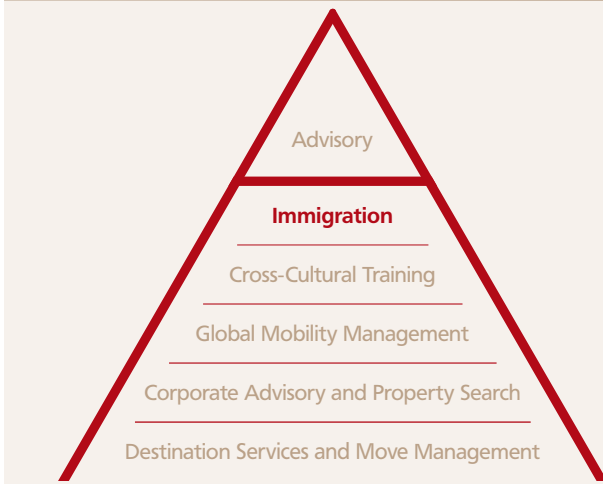 Advisory
Immigration
Cross-Cultural Training
Global Mobility Management
Corporate Advisory and Property Search
Destination Services and Move Management